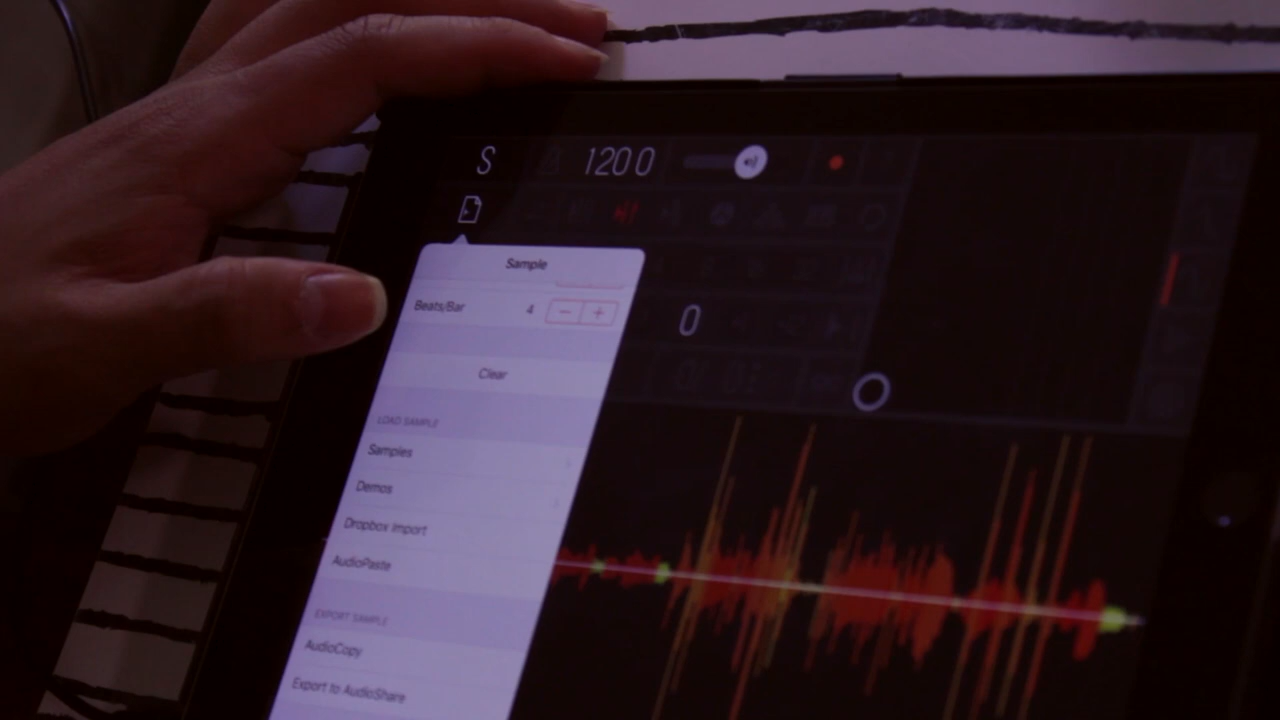 S 120 0
Sample
Beats/Bar 4 − +
0
Clear
LOAD SAMPLE
Samples
Demos
Dropbox Import
AudioPaste
EXPORT SAMPLE
AudioCopy
Export to AudioShare